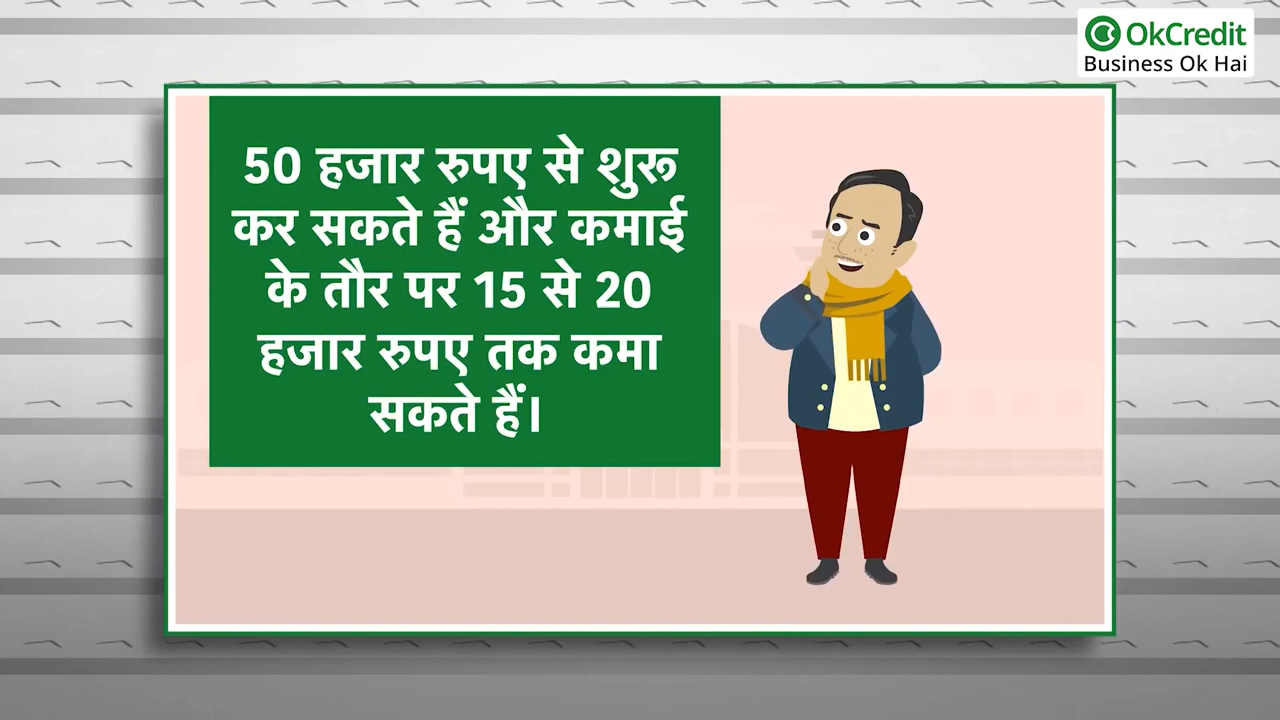 OkCredit
Business Ok Hai
50 हजार रुपए से शुरू
कर सकते हैं और कमाई
के तौर पर 15 से 20
हजार रुपए तक कमा
सकते हैं।